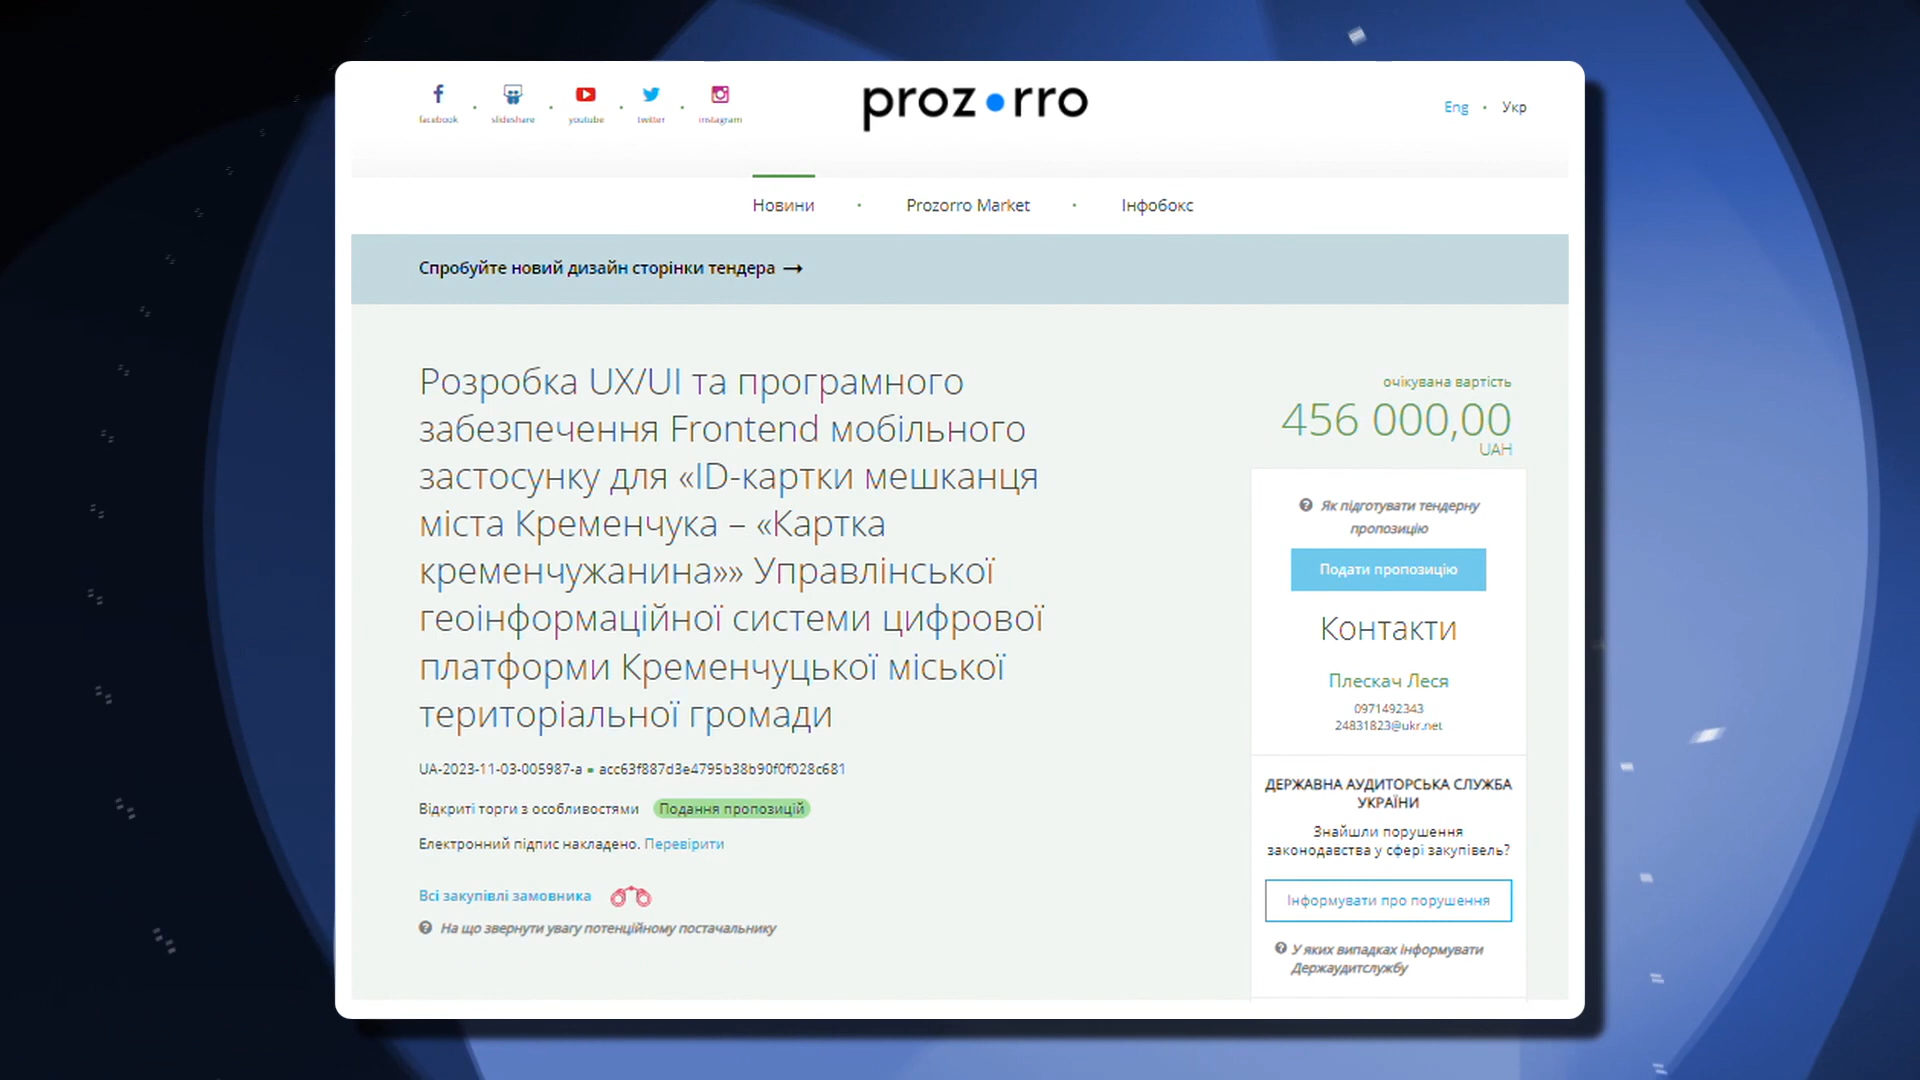 facebook
slideshare
youtube
twitter
instagram
prozorro
Eng · Укр
Новини · Prozorro Market · Інфобокс
Спробуйте новий дизайн сторінки тендера →
Розробка UX/UI та програмного
забезпечення Frontend мобільного
застосунку для «ID-картки мешканця
міста Кременчука – «Картка
кременчужанина»» Управлінської
геоінформаційної системи цифрової
платформи Кременчуцької міської
територіальної громади
UA-2023-11-03-005987-a ● acc63f887d3e4795b38b90f0f028c681
Відкриті торги з особливостями Подання пропозицій
Електронний підпис накладено. Перевірити
Всі закупівлі замовника
На що звернути увагу потенційному постачальнику
очікувана вартість
456 000,00
UAH
Як підготувати тендерну
пропозицію
Подати пропозицію
Контакти
Плескач Леся
0971492343
24831823@ukr.net
ДЕРЖАВНА АУДИТОРСЬКА СЛУЖБА
УКРАЇНИ
Знайшли порушення
законодавства у сфері закупівель?
Інформувати про порушення
У яких випадках інформувати
Держаудитслужбу